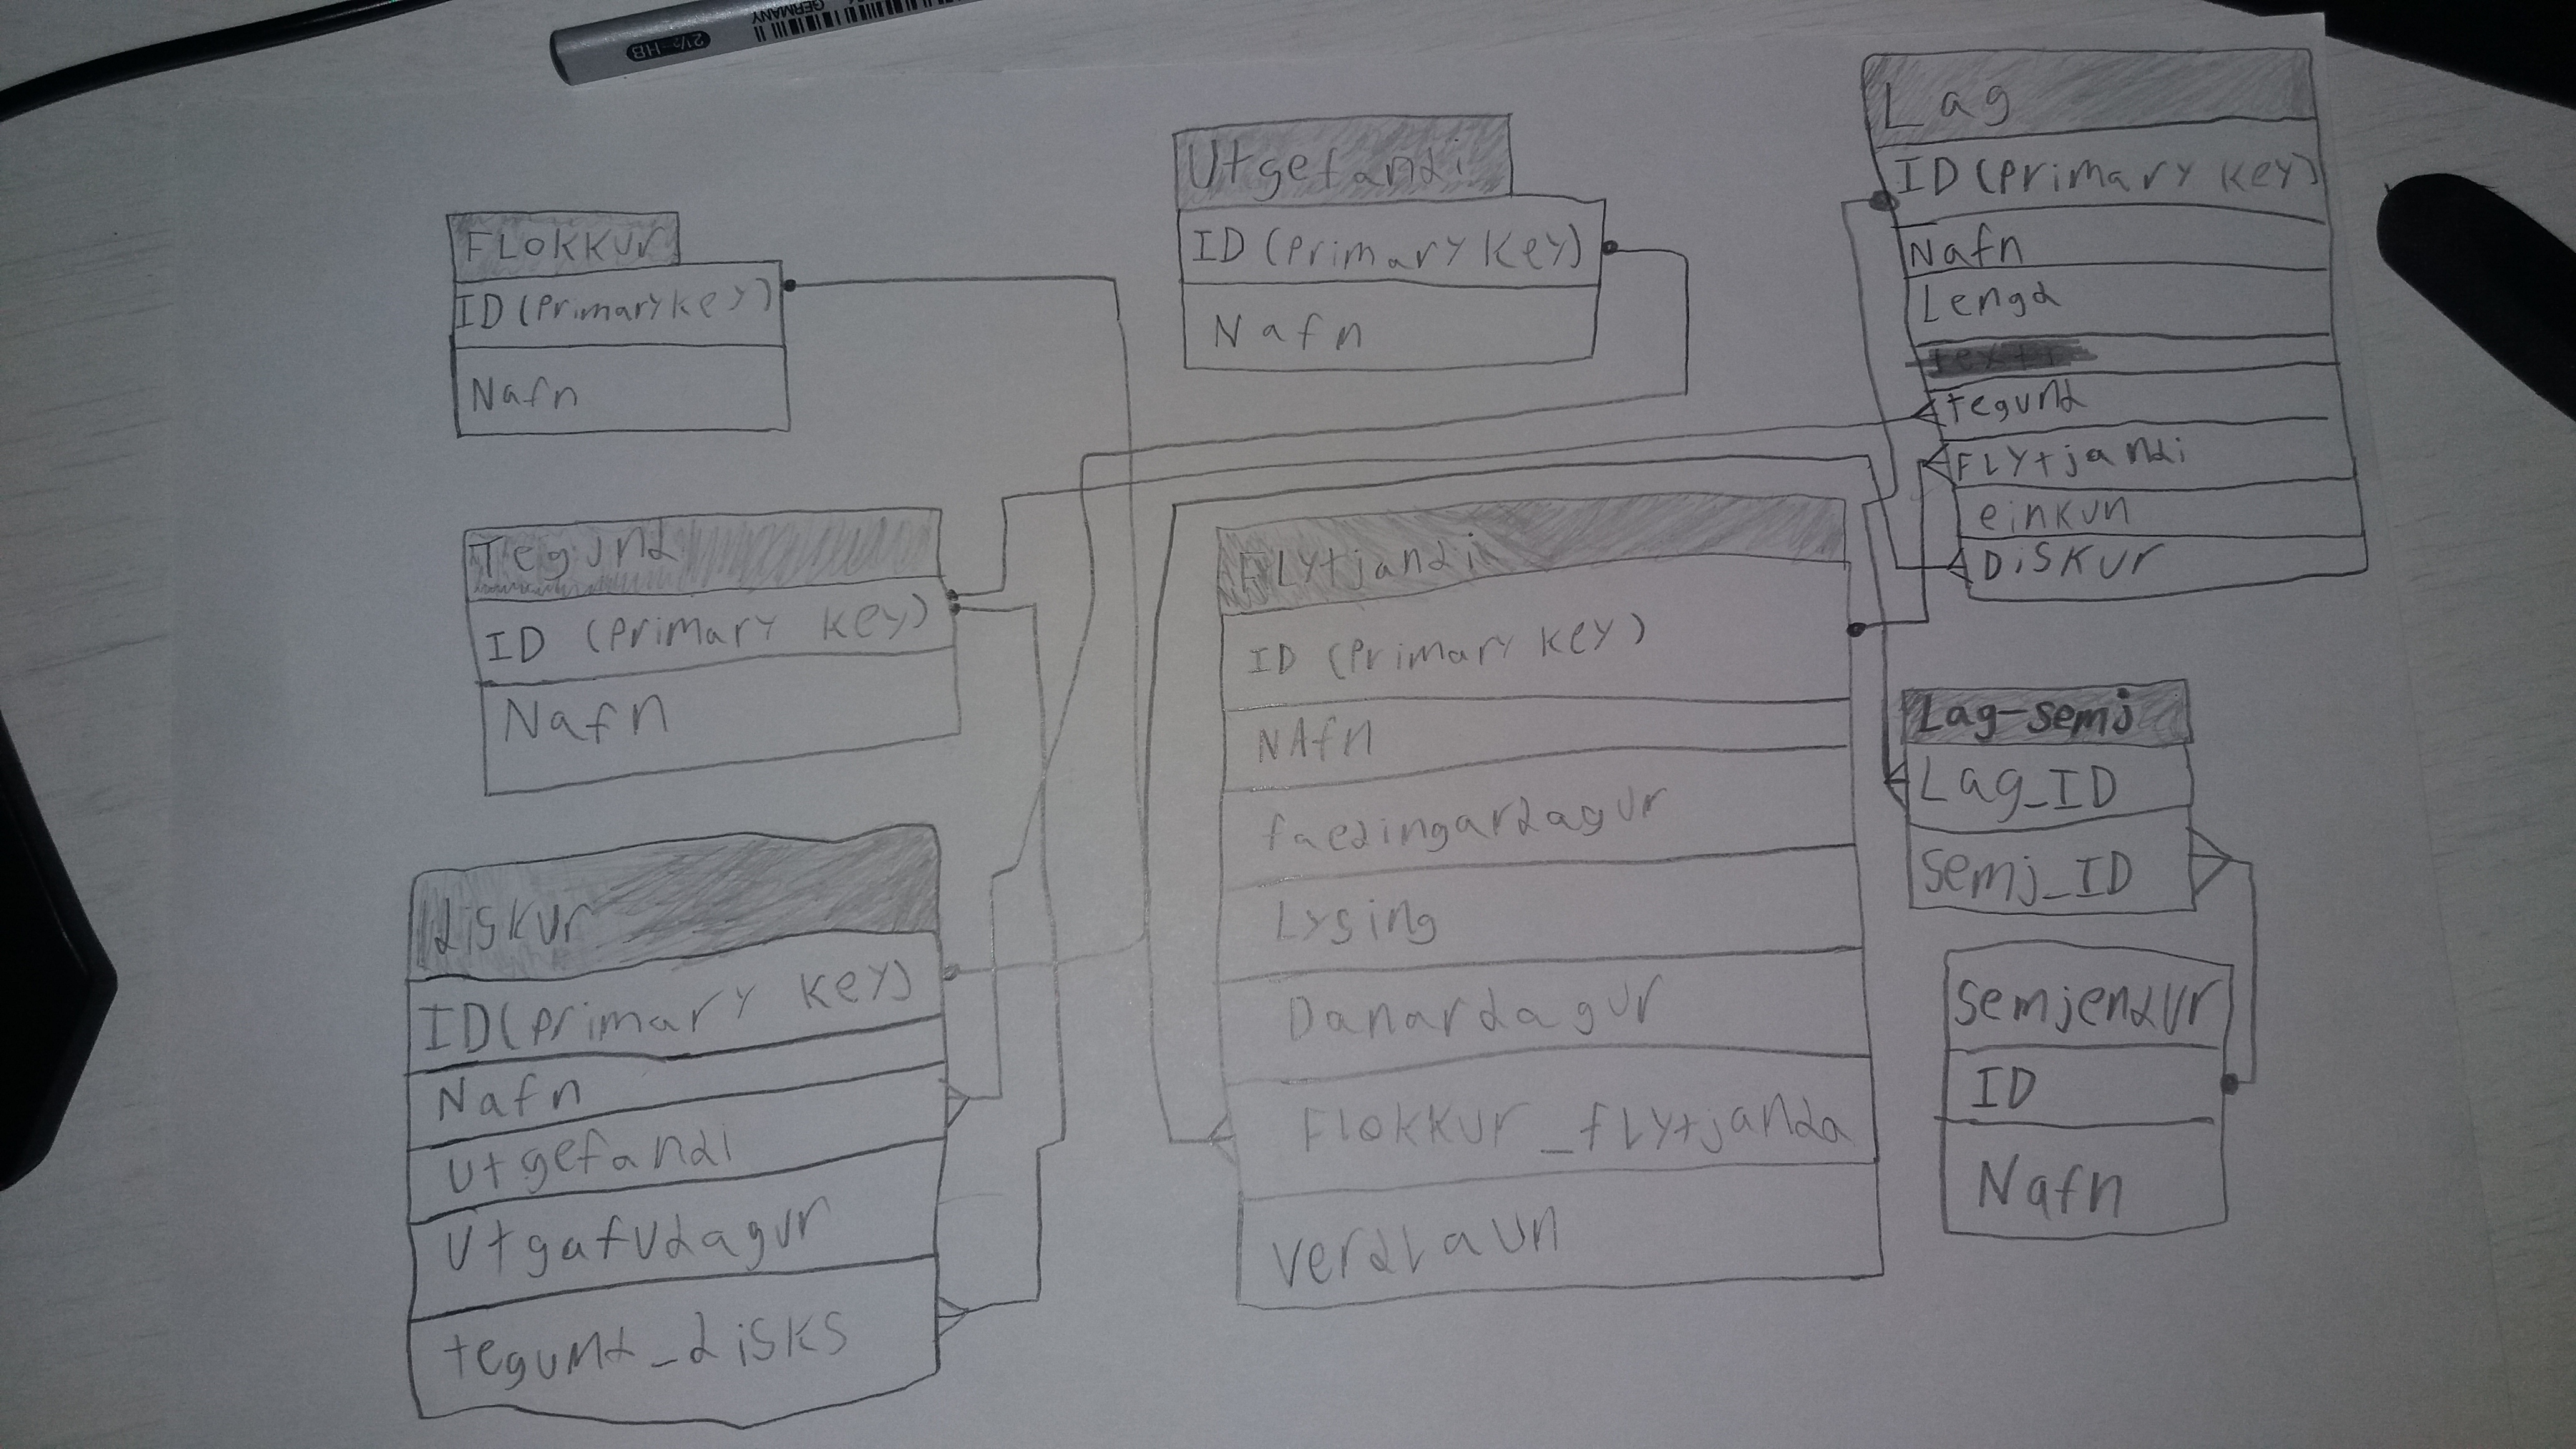 GERMANY
2½=HB
Flokkur
ID (Primary key)
Nafn
Utgefandi
ID (Primary key)
Nafn
Lag
ID (Primary key)
Nafn
Lengd
tegund
Flytjandi
einkun
Diskur
Tegund
ID (Primary key)
Nafn
Flytjandi
ID (Primary key)
NAfn
faedingardagur
Lysing
Danardagur
Flokkur_flytjanda
verdlaun
Lag-semj
Lag_ID
Semj_ID
diskur
ID (Primary key)
Nafn
Utgefandi
Utgafudagur
tegund_disks
Semjendur
ID
Nafn